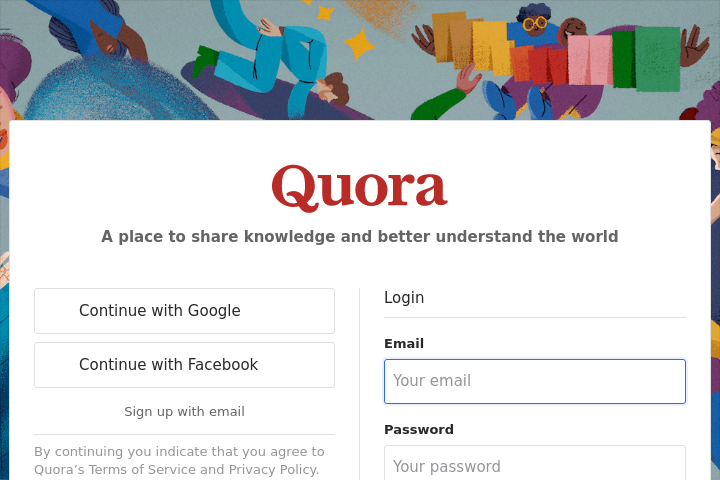 Quora
A place to share knowledge and better understand the world
Continue with Google
Continue with Facebook
Sign up with email
By continuing you indicate that you agree to
Quora’s Terms of Service and Privacy Policy.
Login
Email
Your email
Password
Your password